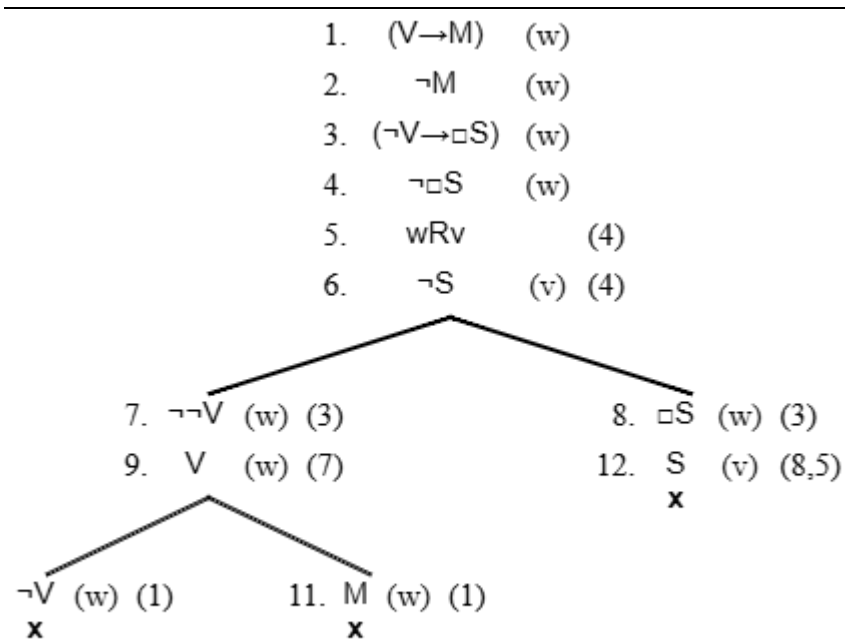 1. (V→M) (w)
2. ¬M (w)
3. (¬V→□S) (w)
4. ¬□S (w)
5. wRv (4)
6. ¬S (v) (4)
7. ¬¬V (w) (3) 8. □S (w) (3)
9. V (w) (7) 12. S (v) (8,5)
x
¬V (w) (1) 11. M (w) (1)
x x